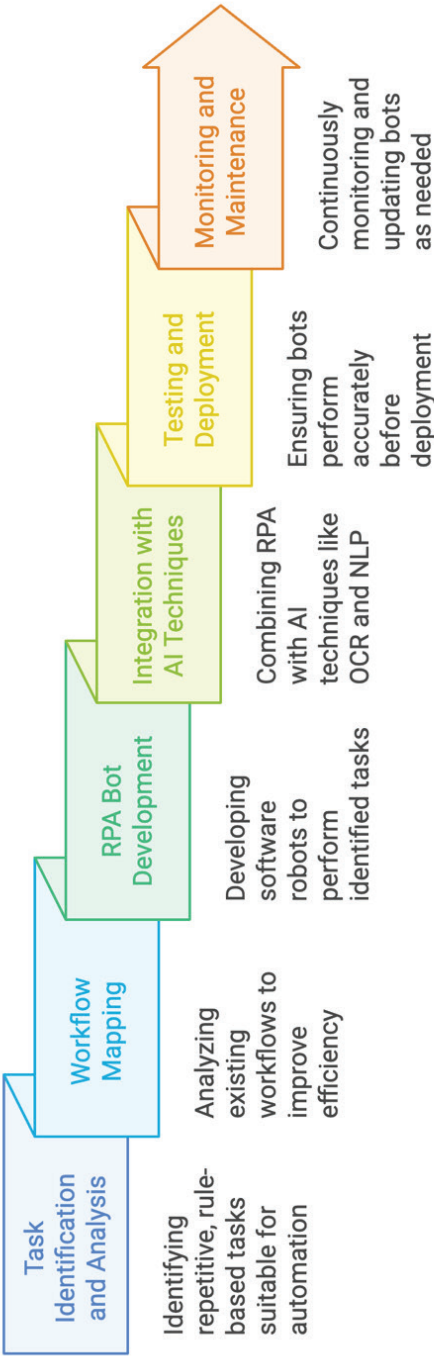 Task
Identification
and Analysis
Identifying
repetitive, rule-
based tasks
suitable for
automation
Workflow
Mapping
Analyzing
existing
workflows to
improve
efficiency
RPA Bot
Development
Developing
software
robots to
perform
identified tasks
Integration with
AI Techniques
Combining RPA
with AI
techniques like
OCR and NLP
Testing and
Deployment
Ensuring bots
perform
accurately
before
deployment
Monitoring and
Maintenance
Continuously
monitoring and
updating bots
as needed